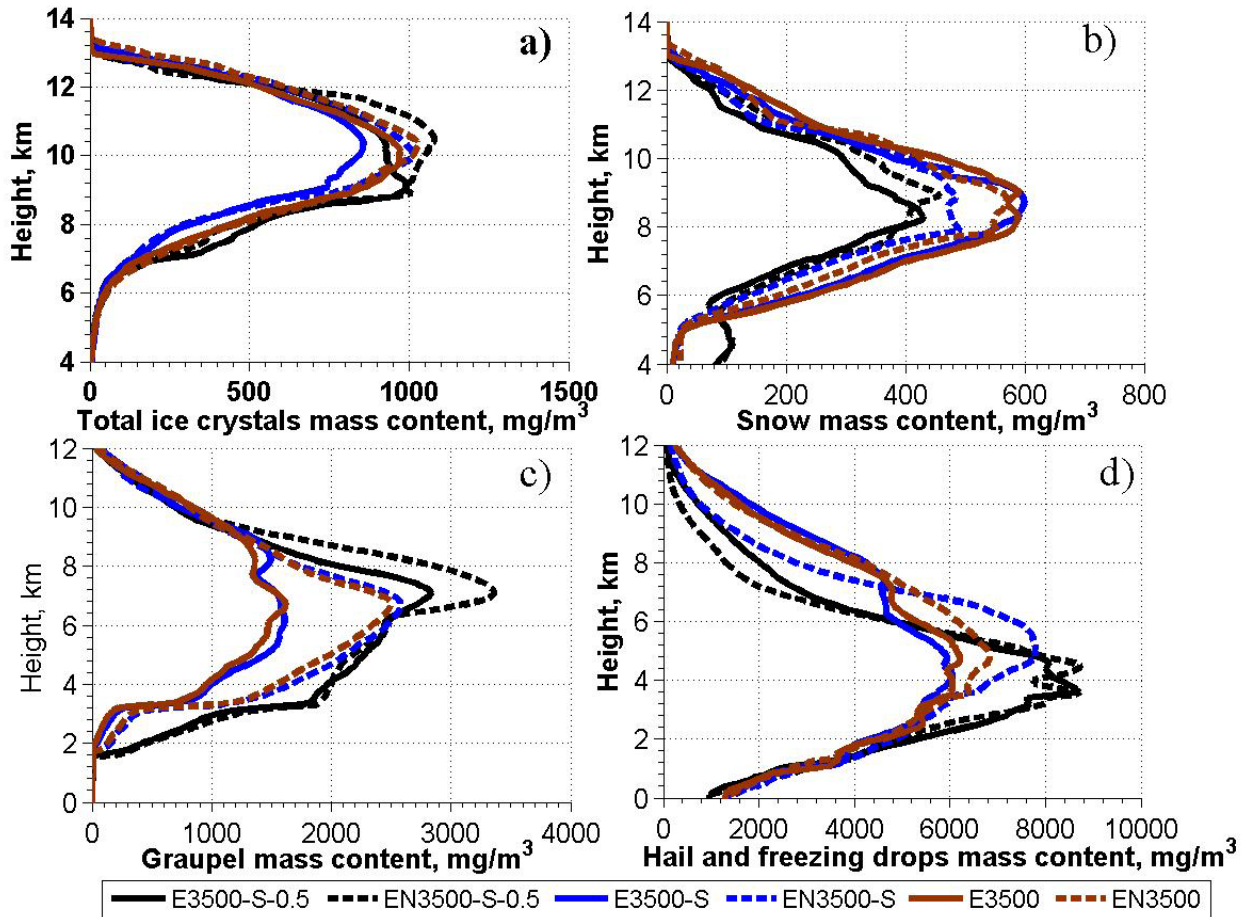 a)
14
12
10
8
6
4
Height, km
0 500 1000 1500
Total ice crystals mass content, mg/m³
b)
14
12
10
8
6
4
Height, km
0 200 400 600 800
Snow mass content, mg/m³
c)
12
10
8
6
4
2
0
Height, km
0 1000 2000 3000 4000
Graupel mass content, mg/m³
d)
12
10
8
6
4
2
0
Height, km
0 2000 4000 6000 8000 10000
Hail and freezing drops mass content, mg/m³
E3500-S-0.5 EN3500-S-0.5 E3500-S EN3500-S E3500 EN3500